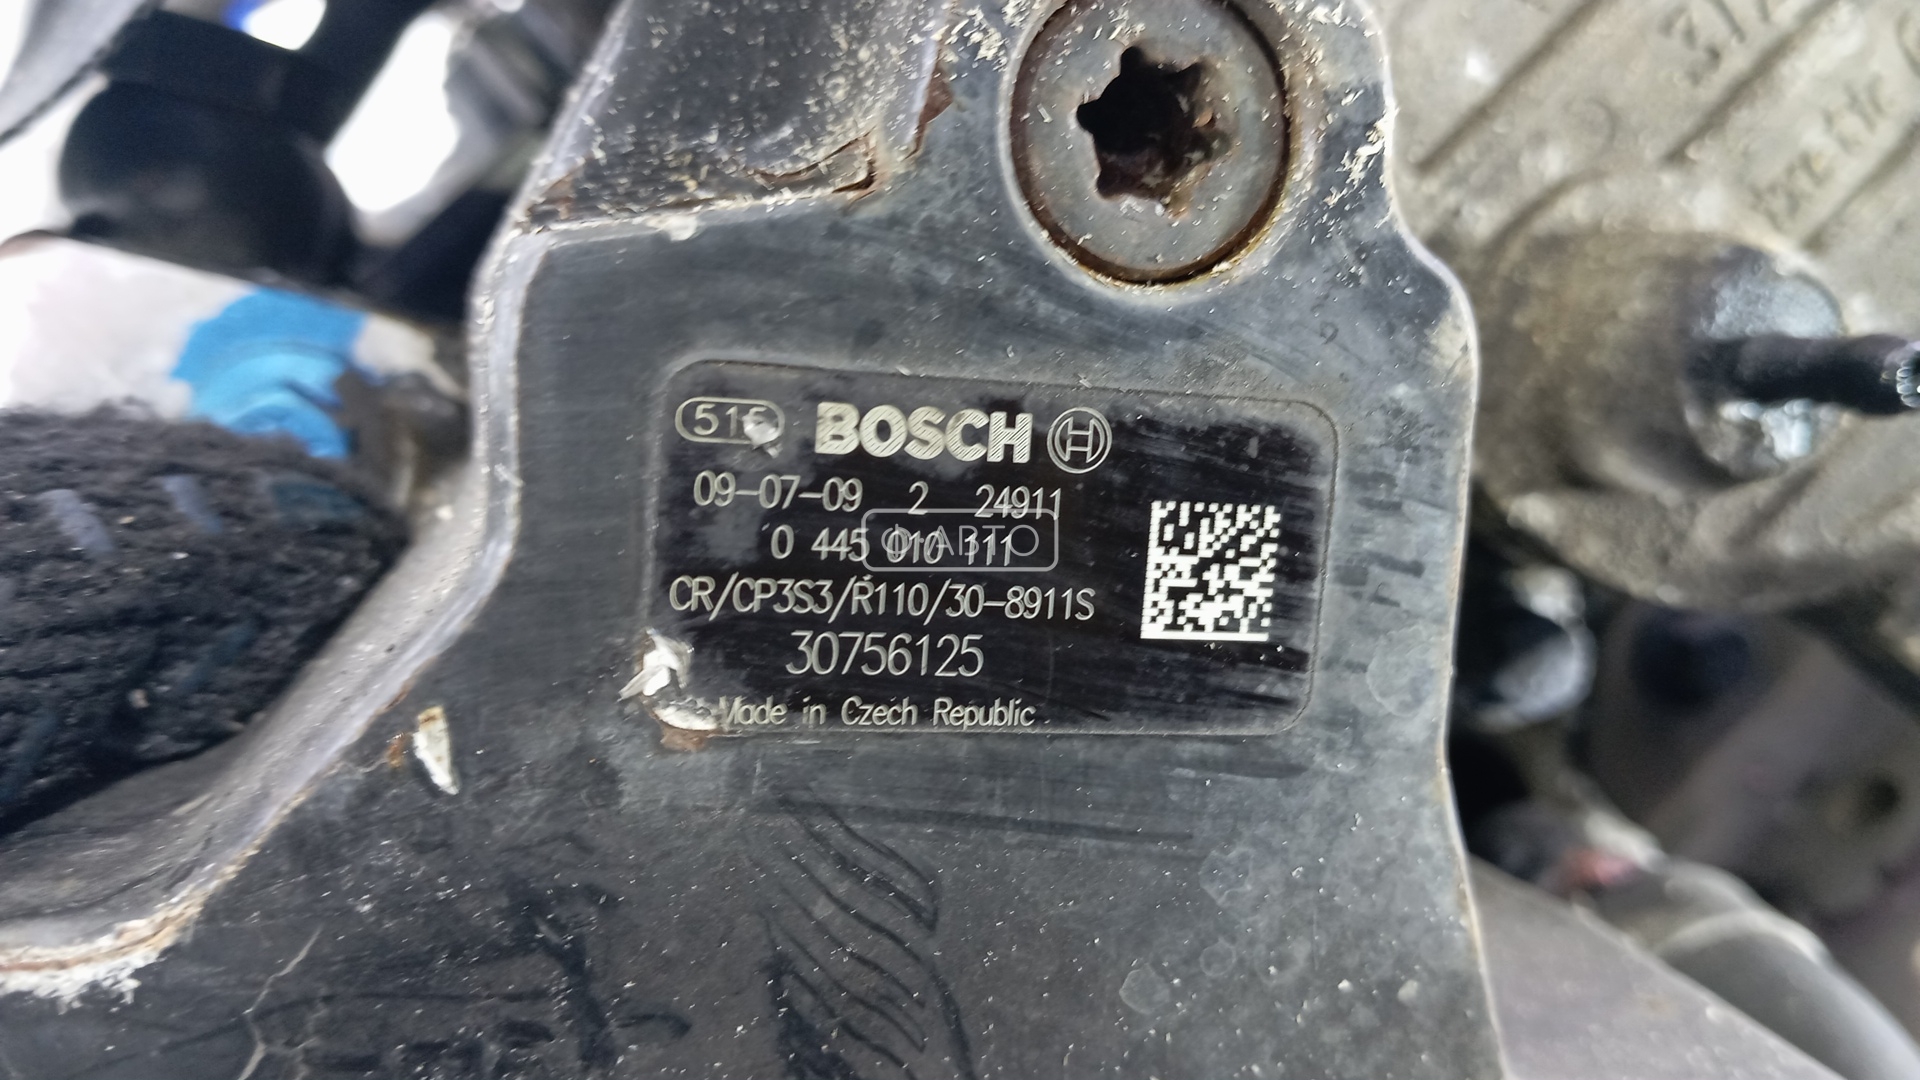 BOSCH
09-07-09 2 24911
0 445 010 111
Ф АВТО
CR/CP3S3/R110/30-8911S
30756125
Made in Czech Republic